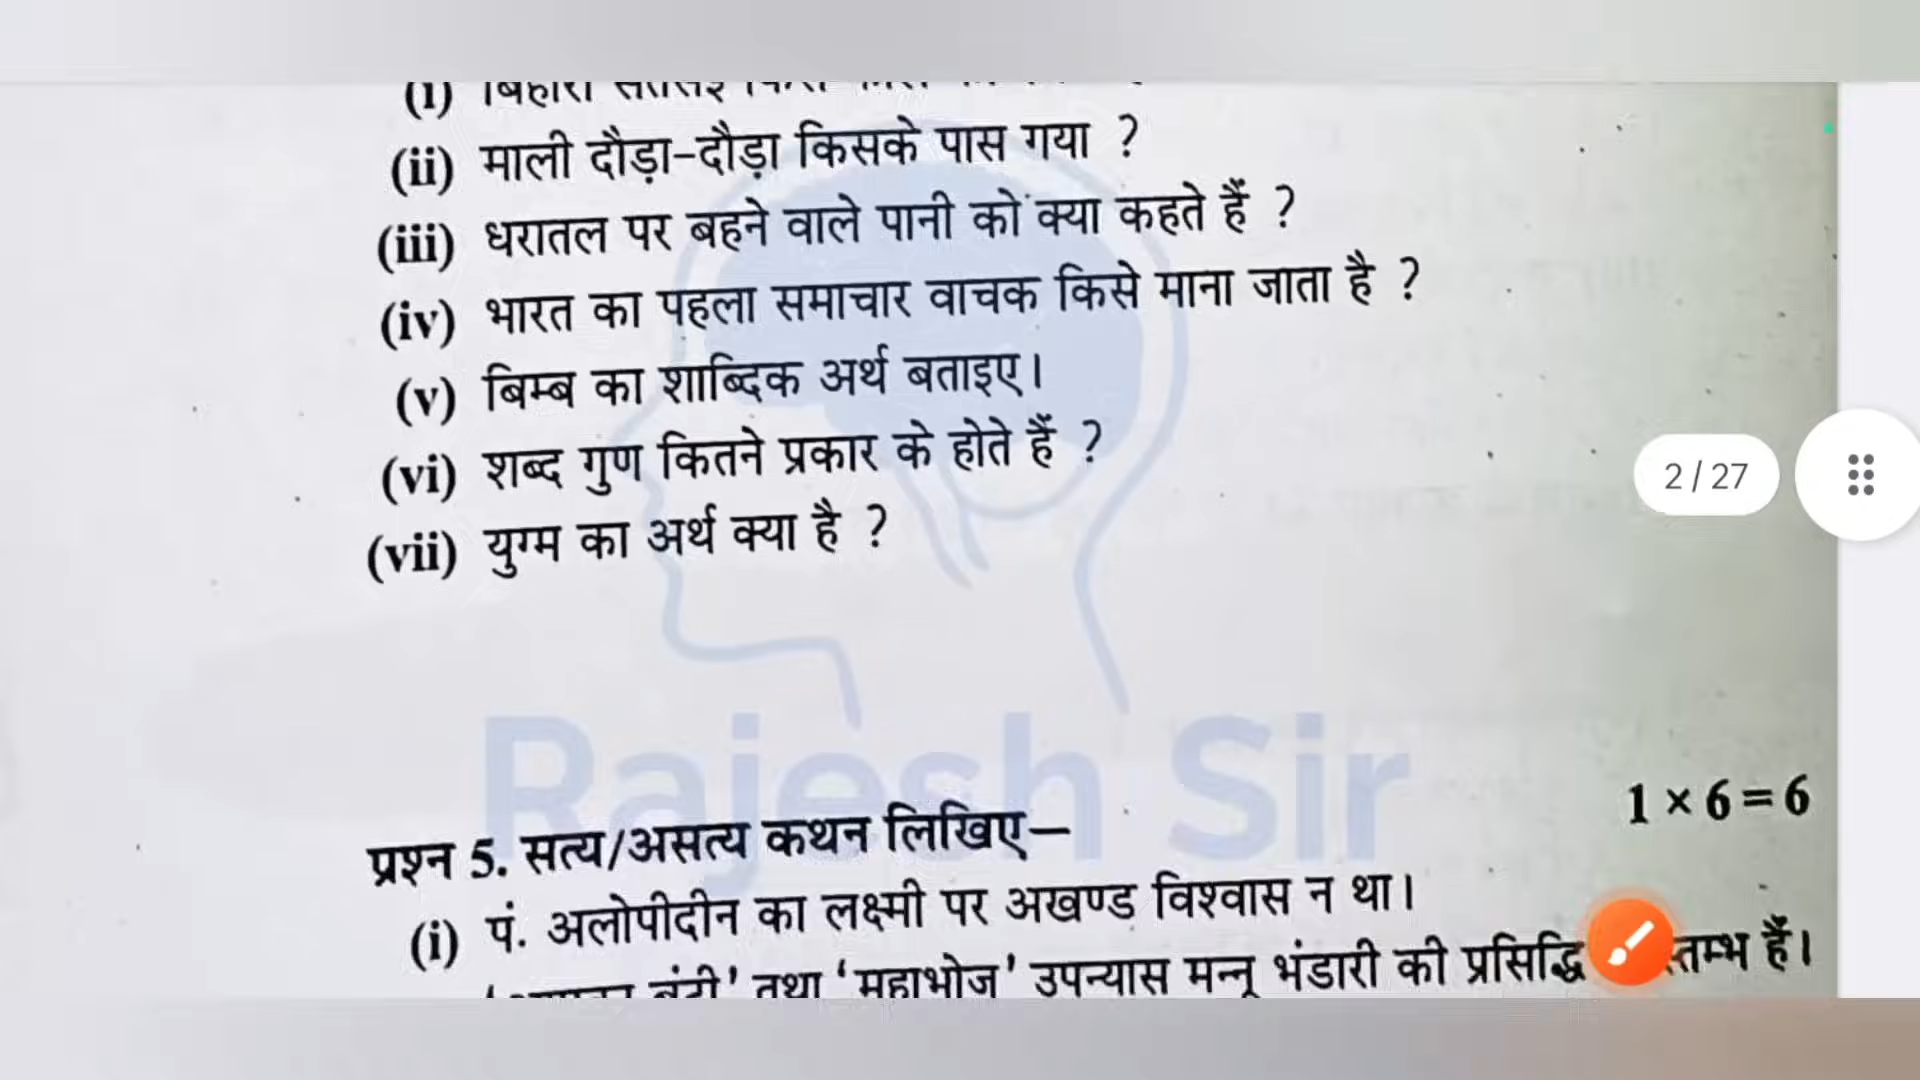 (i) बिहारी सतसई
(ii) माली दौड़ा-दौड़ा किसके पास गया ?
(iii) धरातल पर बहने वाले पानी को क्या कहते हैं ?
(iv) भारत का पहला समाचार वाचक किसे माना जाता है ?
(v) बिम्ब का शाब्दिक अर्थ बताइए।
(vi) शब्द गुण कितने प्रकार के होते हैं ?
2 / 27
(vii) युग्म का अर्थ क्या है ?
Rajesh Sir
1 × 6 = 6
प्रश्न 5. सत्य/असत्य कथन लिखिए—
(i) पं. अलोपीदीन का लक्ष्मी पर अखण्ड विश्वास न था।
बंटी' तथा 'महाभोज' उपन्यास मन्नू भंडारी की प्रसिद्धि हैं।